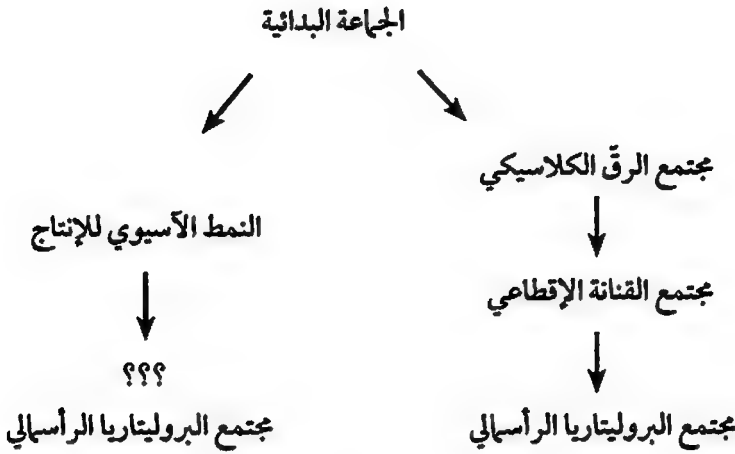 الجماعة البدائية
مجتمع الرقّ الكلاسيكي
النمط الآسيوي للإنتاج
مجتمع القنانة الإقطاعي
؟؟؟
مجتمع البروليتاريا الرأسمالي
مجتمع البروليتاريا الرأسمالي